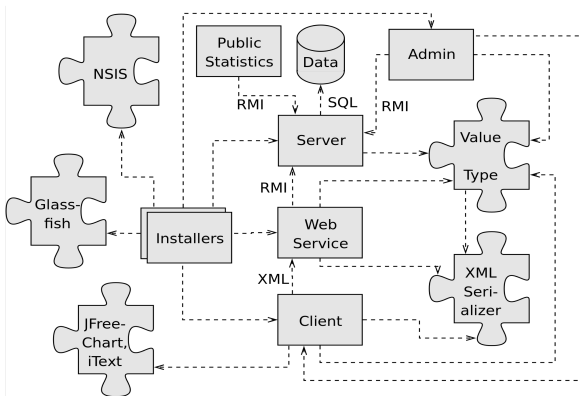 Public
Statistics
Data
Admin
NSIS
RMI
SQL
RMI
Server
Value
Type
RMI
Glass-
fish
Installers
Web
Service
XML
XML
Seri-
alizer
Client
JFree-
Chart,
iText